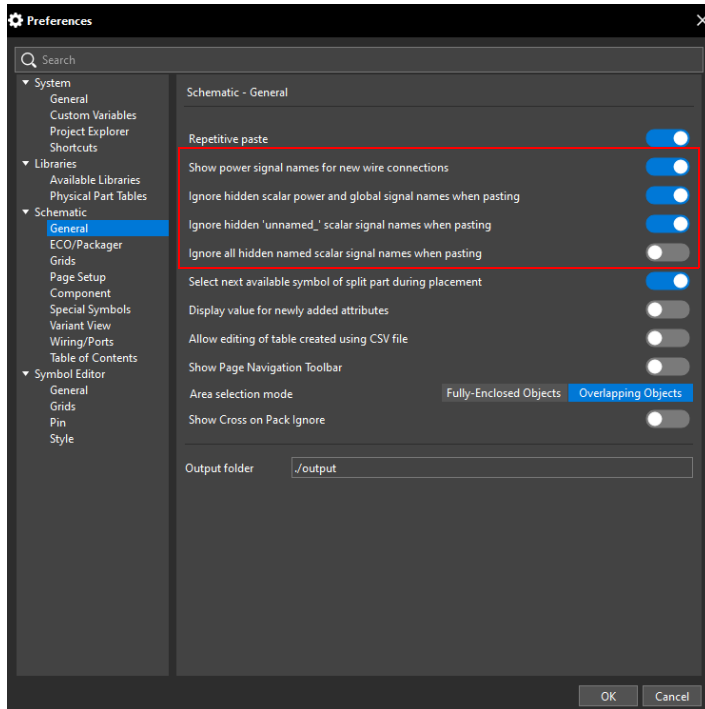 Preferences
Search
System
General
Custom Variables
Project Explorer
Shortcuts
Libraries
Available Libraries
Physical Part Tables
Schematic
General
ECO/Packager
Grids
Page Setup
Component
Special Symbols
Variant View
Wiring/Ports
Table of Contents
Symbol Editor
General
Grids
Pin
Style
Schematic - General
Repetitive paste
Show power signal names for new wire connections
Ignore hidden scalar power and global signal names when pasting
Ignore hidden 'unnamed_' scalar signal names when pasting
Ignore all hidden named scalar signal names when pasting
Select next available symbol of split part during placement
Display value for newly added attributes
Allow editing of table created using CSV file
Show Page Navigation Toolbar
Area selection mode Fully-Enclosed Objects Overlapping Objects
Show Cross on Pack Ignore
Output folder ./output
OK Cancel